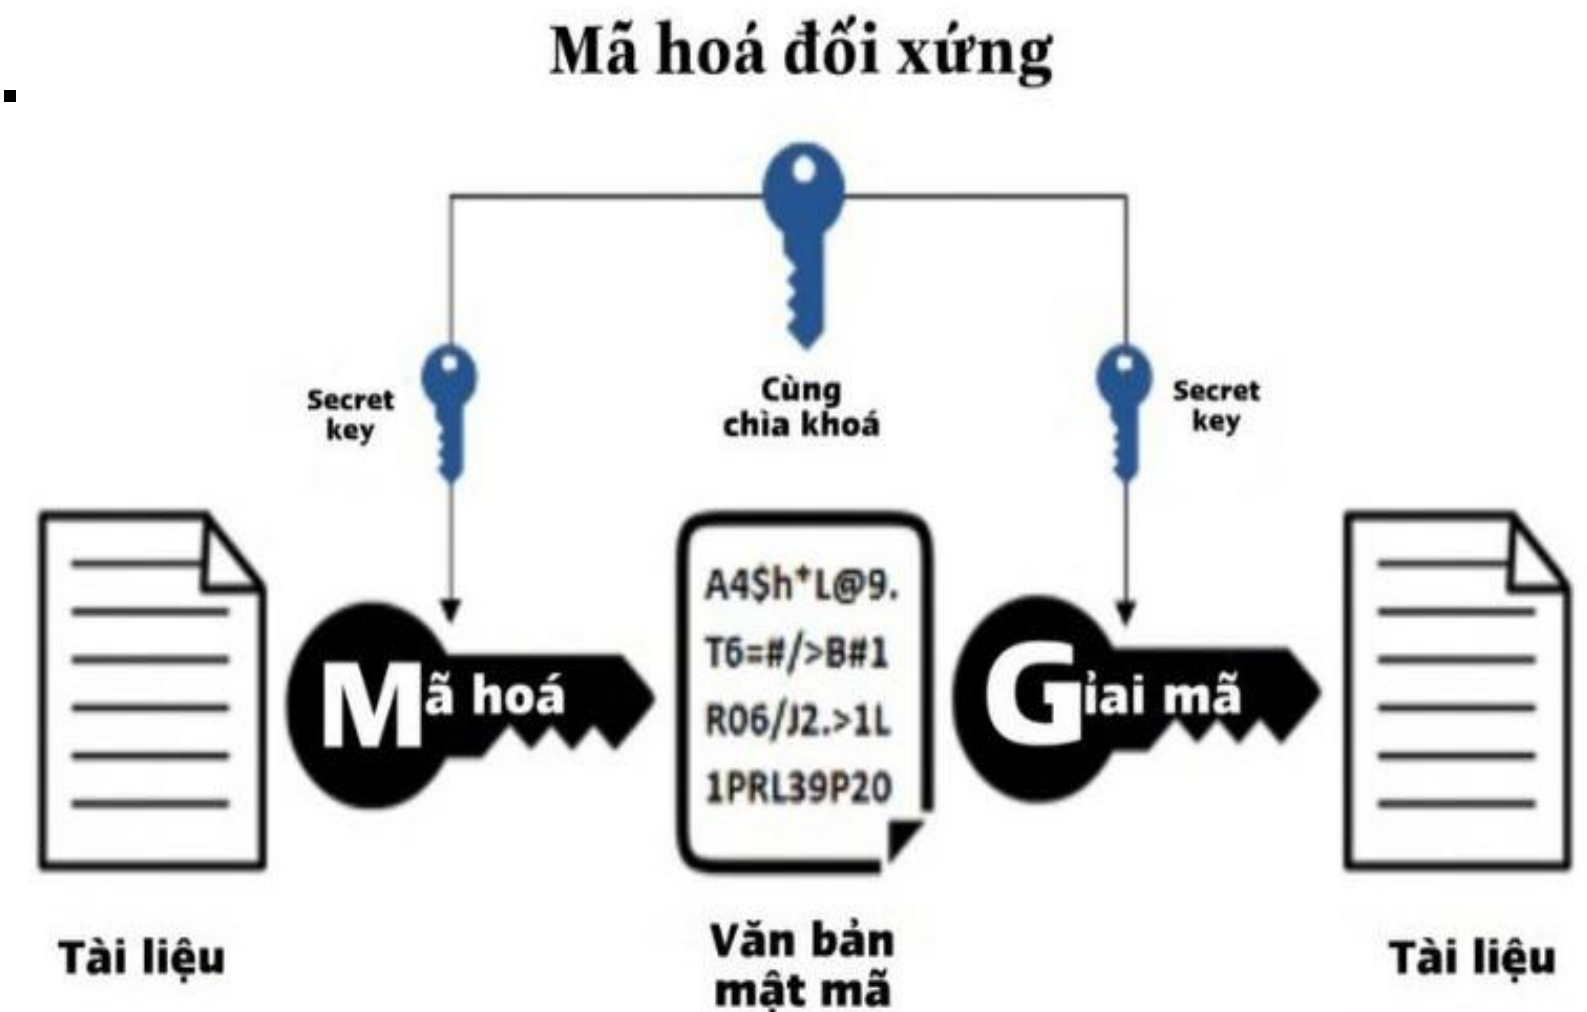 Mã hoá đối xứng
Secret
key
Cùng
chìa khoá
Secret
key
A4$h*L@9.
T6=#/>B#1
R06/J2.>1L
1PRL39P20
Mã hoá
Giai mã
Tài liệu
Văn bản
mật mã
Tài liệu